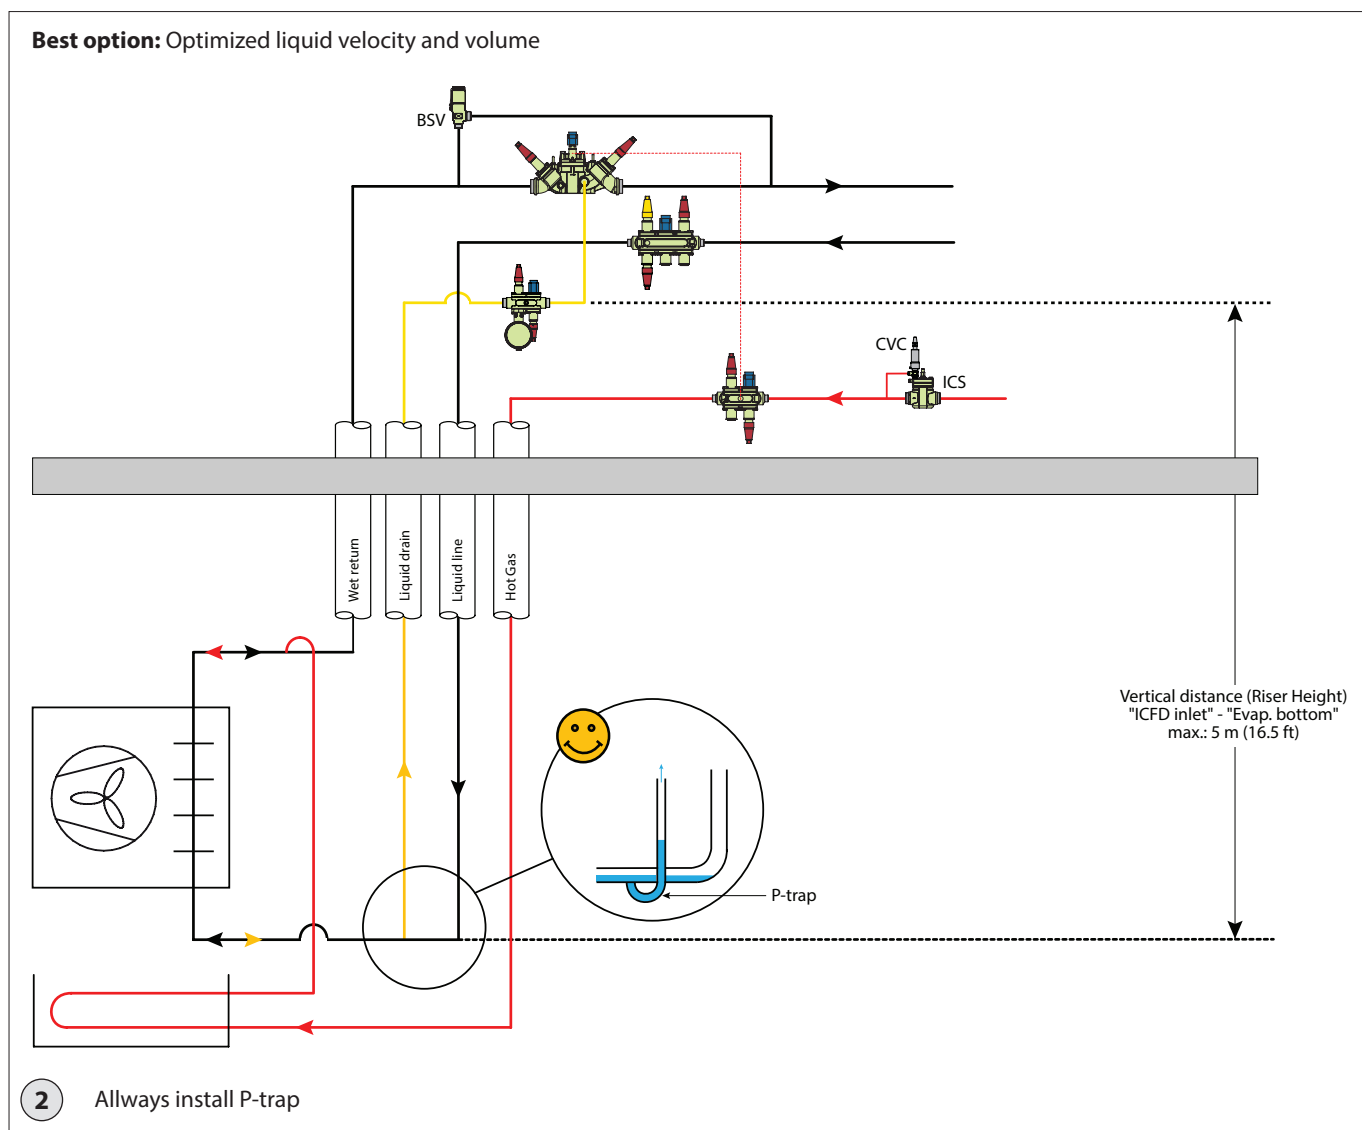 Best option: Optimized liquid velocity and volume
BSV
CVC
ICS
Wet return
Liquid drain
Liquid line
Hot Gas
Vertical distance (Riser Height)
"ICFD inlet" - "Evap. bottom"
max.: 5 m (16.5 ft)
P-trap
2 Allways install P-trap